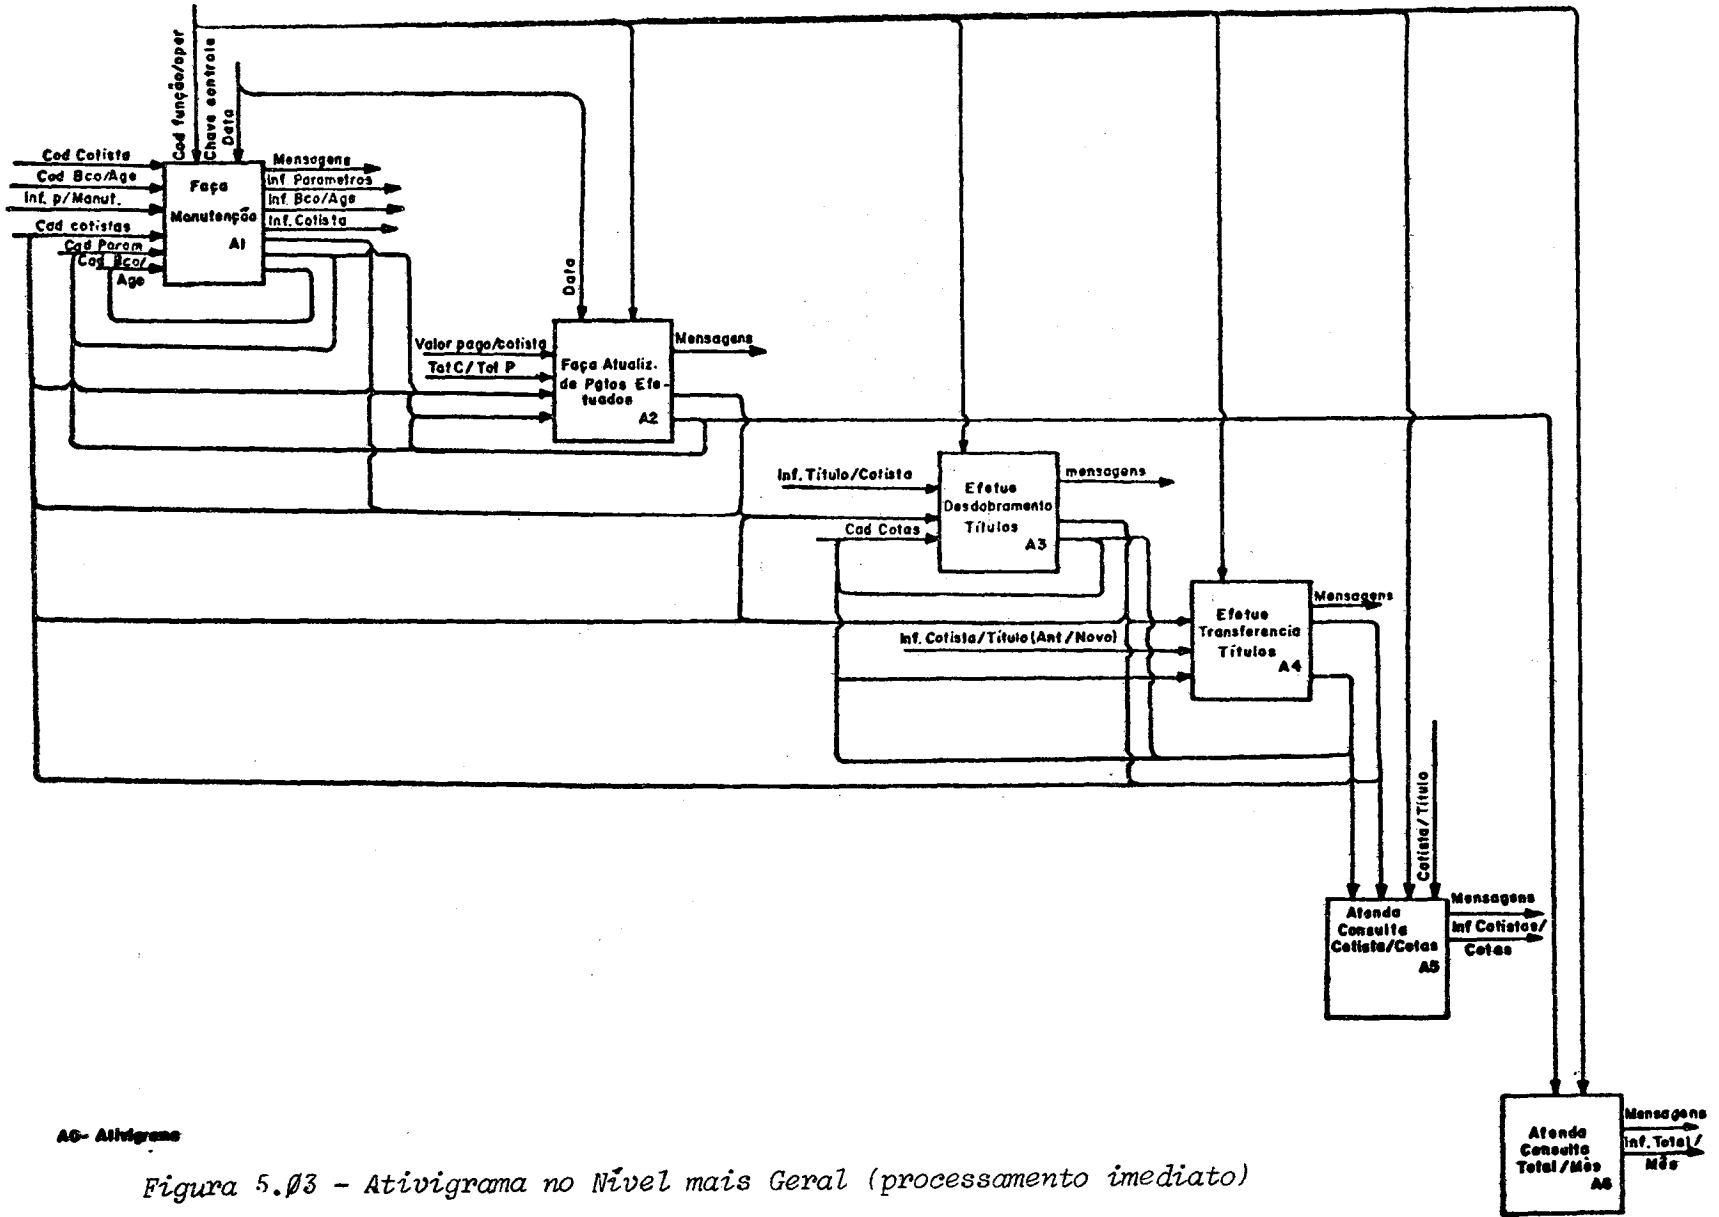 Cod função/oper
Chave controle
Data
Cod Cotista
Cod Bco/Age
Inf. p/Manut.
Cad cotistas
Cad Param
Cad Bco/
Age
Faça
Manutenção
A1
Mensagens
Inf. Parametros
Inf. Bco/Age
Inf. Cotista
Data
Valor pago/cotista
Tot C/Tot P
Faça Atualiz.
de Pgtos Efe-
tuados
A2
Mensagens
Inf. Título/Cotista
Cad Cotas
Efetue
Desdobramento
Títulos
A3
mensagens
Inf. Cotista/Título (Ant/Novo)
Efetue
Transferencia
Títulos
A4
Mensagens
Cotista/Título
Atenda
Consulta
Cotista/Cotas
A5
Mensagens
Inf Cotistas/
Cotas
Atenda
Consulta
Total/Mês
A6
Mensagens
Inf. Total/
Mês
AG- Ativigrama
Figura 5.Ø3 - Ativigrama no Nível mais Geral (processamento imediato)